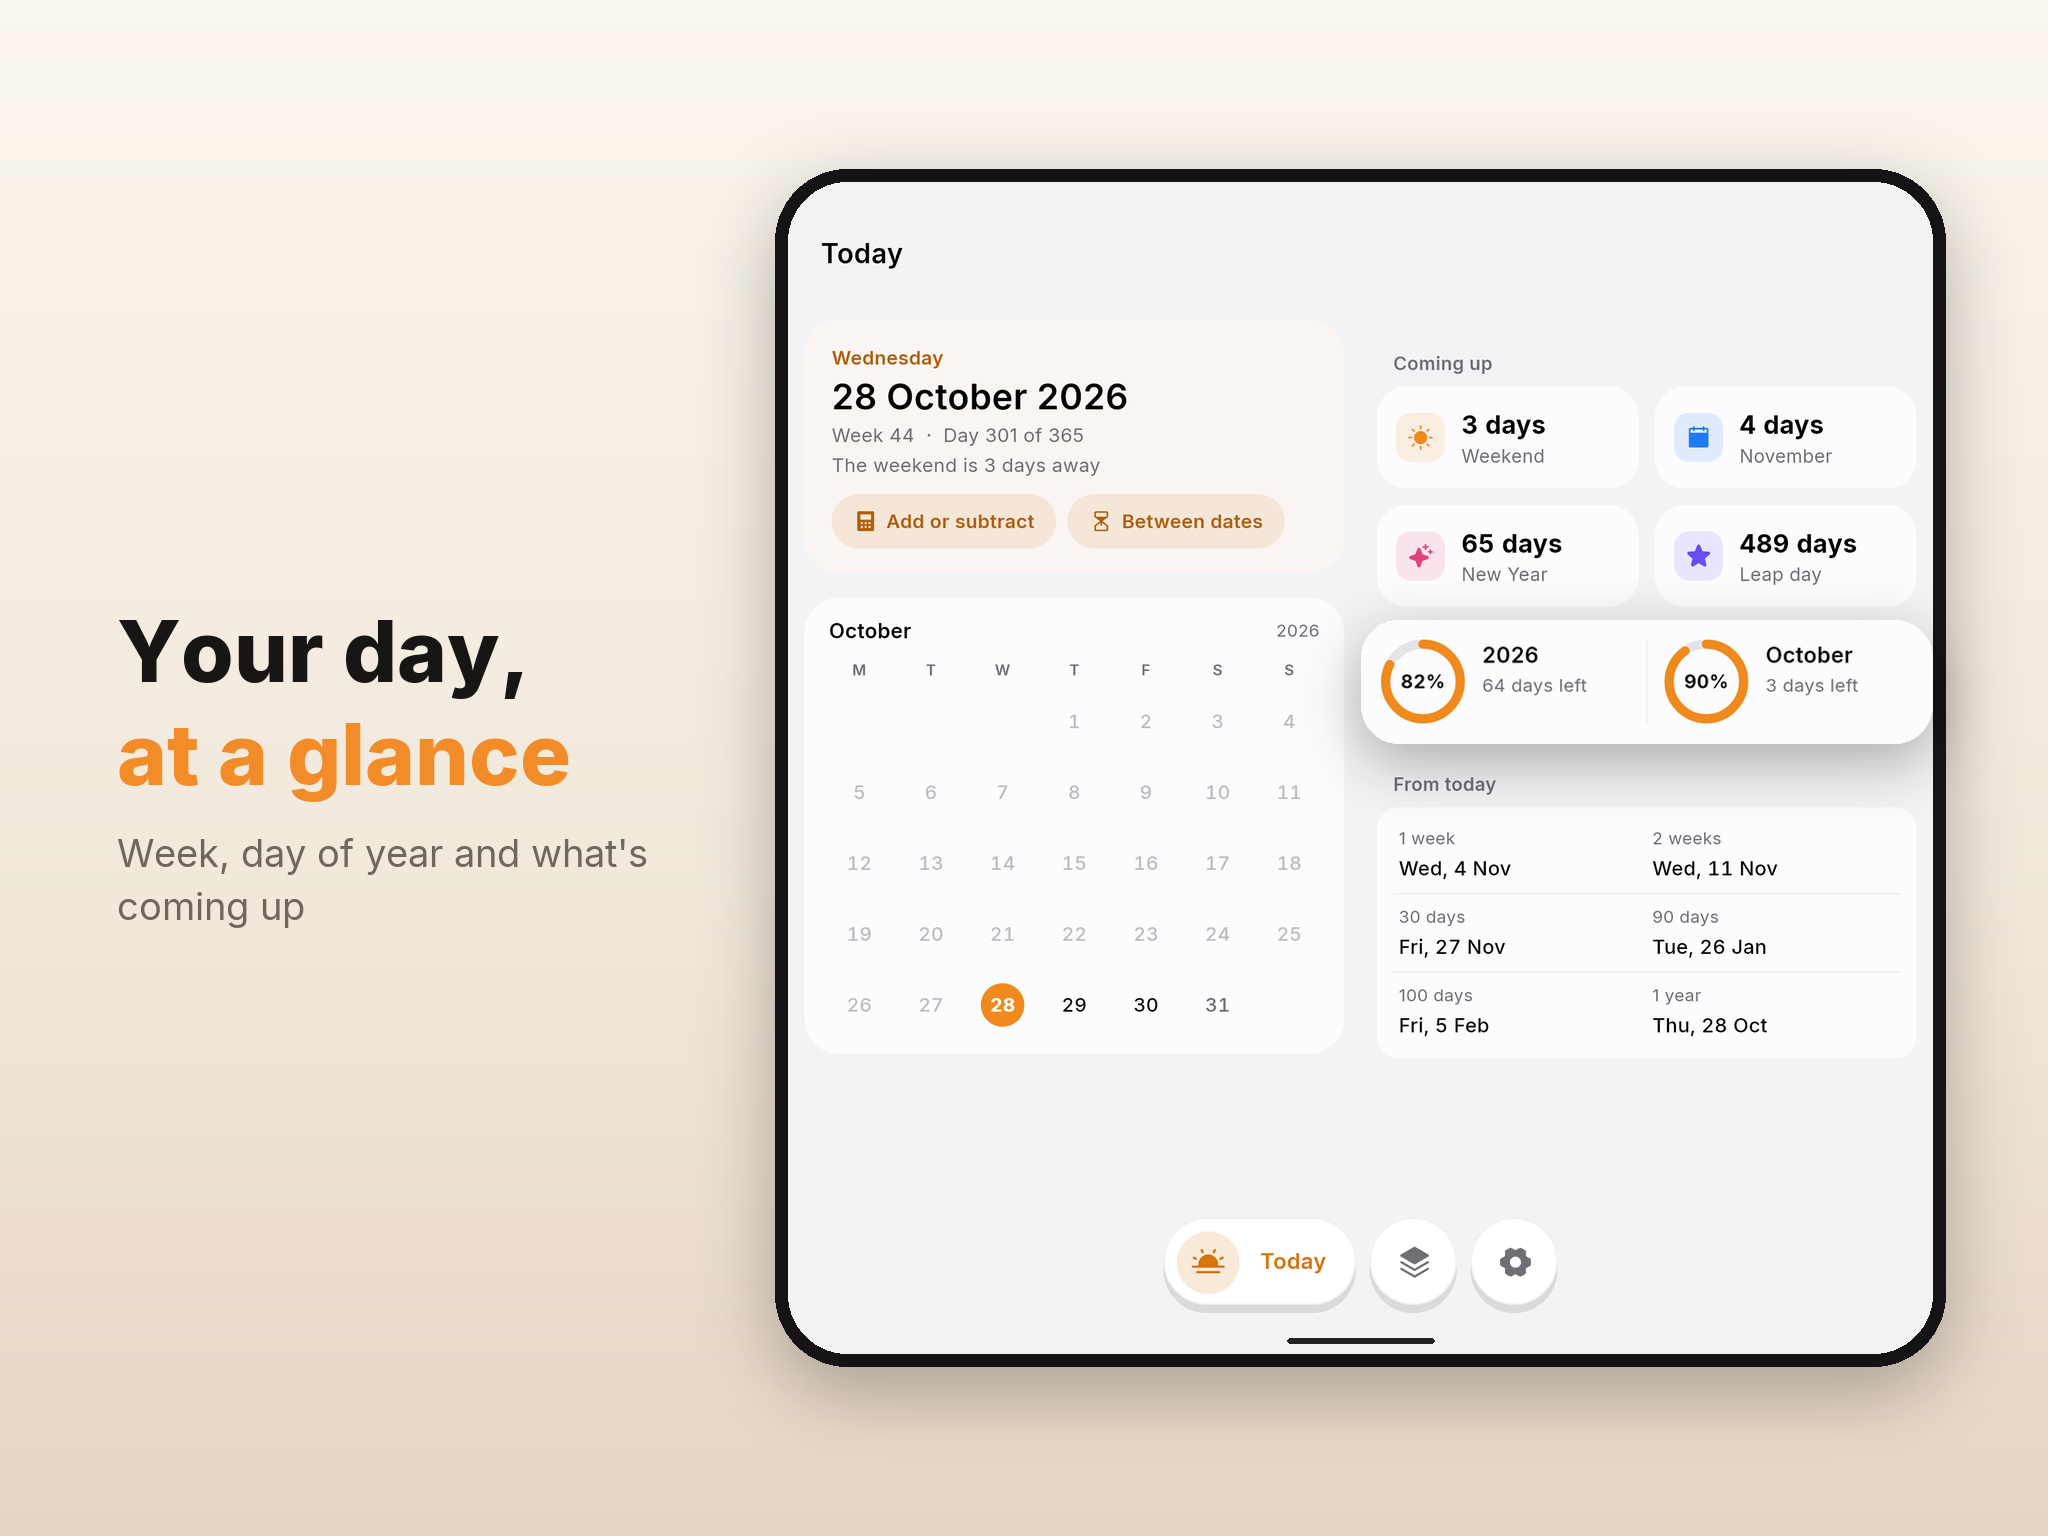 Your day,
at a glance
Week, day of year and what's
coming up
Today
Wednesday
28 October 2026
Week 44 · Day 301 of 365
The weekend is 3 days away
Add or subtract
Between dates
October
2026
M T W T F S S
1 2 3 4
5 6 7 8 9 10 11
12 13 14 15 16 17 18
19 20 21 22 23 24 25
26 27 28 29 30 31
Coming up
3 days
Weekend
4 days
November
65 days
New Year
489 days
Leap day
82%
2026
64 days left
90%
October
3 days left
From today
1 week
Wed, 4 Nov
2 weeks
Wed, 11 Nov
30 days
Fri, 27 Nov
90 days
Tue, 26 Jan
100 days
Fri, 5 Feb
1 year
Thu, 28 Oct
Today